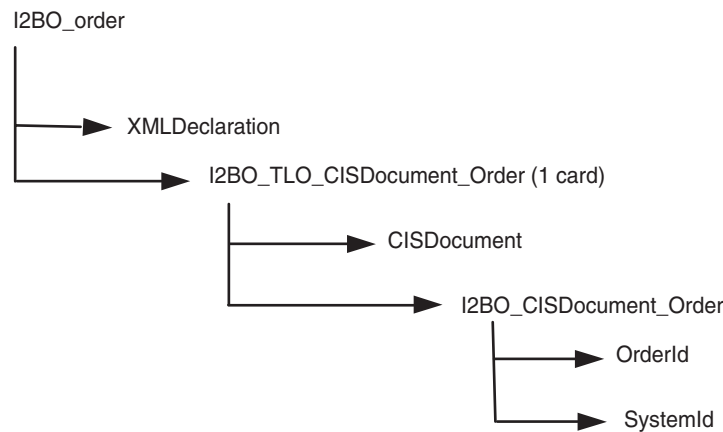 I2BO_order
XMLDeclaration
I2BO_TLO_CISDocument_Order (1 card)
CISDocument
I2BO_CISDocument_Order
OrderId
SystemId